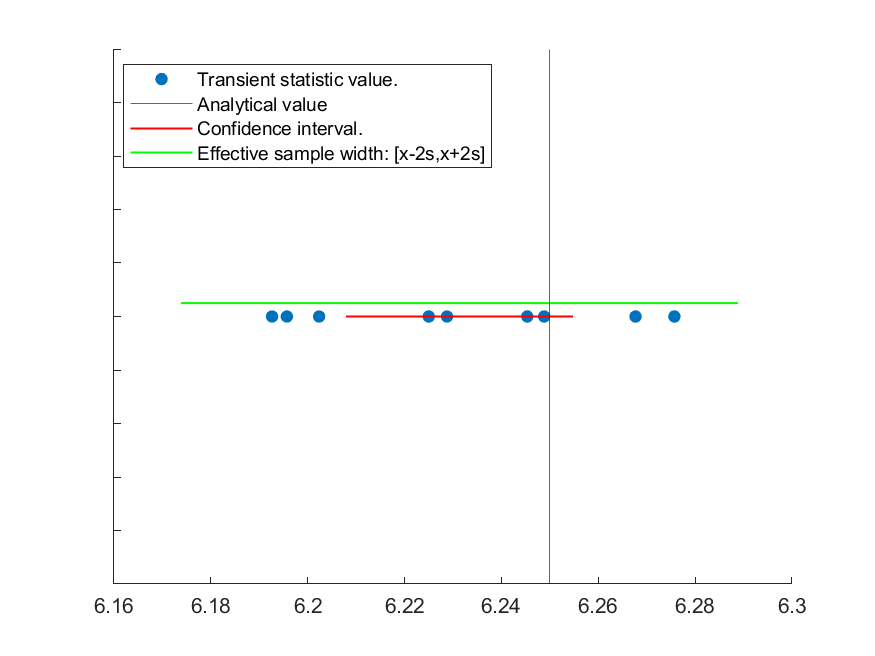 Transient statistic value.
Analytical value
Confidence interval.
Effective sample width: [x-2s,x+2s]
6.16 6.18 6.2 6.22 6.24 6.26 6.28 6.3